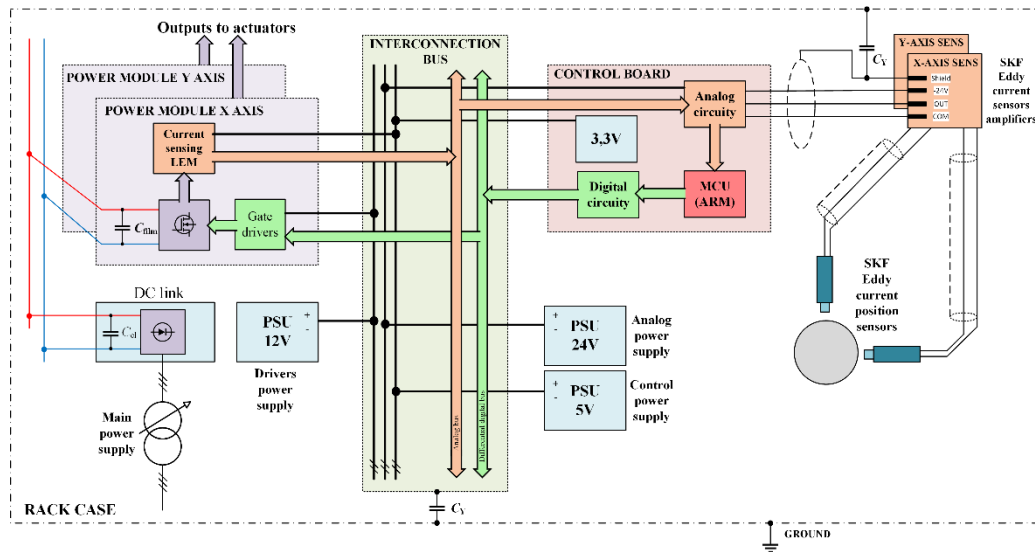 Outputs to actuators
POWER MODULE Y AXIS
POWER MODULE X AXIS
Current
sensing
LEM
Cfilm
Gate
drivers
DC link
Cel
Main
power
supply
PSU
12V
+
-
Drivers
power
supply
INTERCONNECTION
BUS
Analog bus
Differential digital bus
CY
CONTROL BOARD
Analog
circuity
3,3V
Digital
circuity
MCU
(ARM)
+
-
PSU
24V
Analog
power
supply
+
-
PSU
5V
Control
power
supply
CY
Y-AXIS SENS
X-AXIS SENS
Shield
-24V
OUT
COM
SKF
Eddy
current
sensors
amplifiers
SKF
Eddy
current
position
sensors
RACK CASE
GROUND